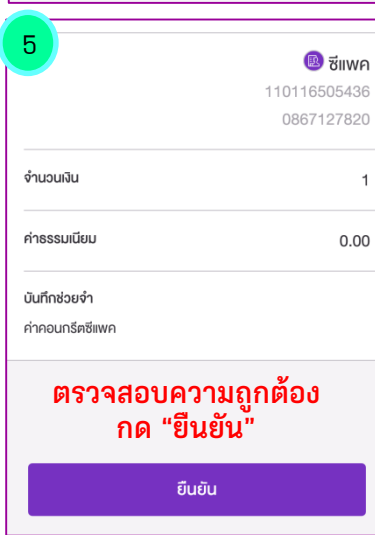 5
ซีแพค
110116505436
0867127820
จำนวนเงิน 1
ค่าธรรมเนียม 0.00
บันทึกช่วยจำ
ค่าคอนกรีตซีแพค
ตรวจสอบความถูกต้อง
กด “ยืนยัน”
ยืนยัน